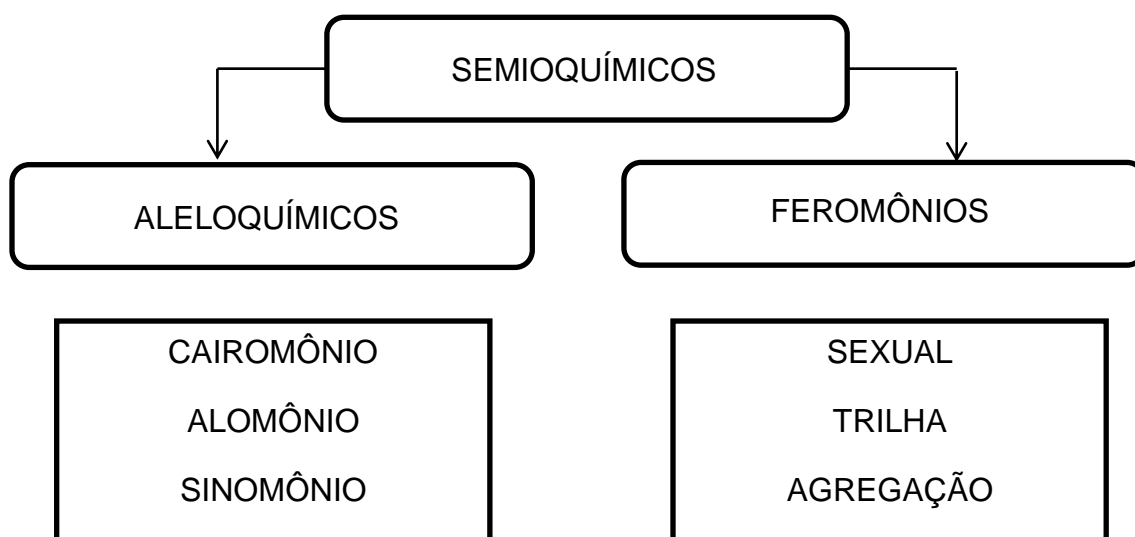 SEMIOQUÍMICOS
ALELOQUÍMICOS
FEROMÔNIOS
CAIROMÔNIO
ALOMÔNIO
SINOMÔNIO
SEXUAL
TRILHA
AGREGAÇÃO